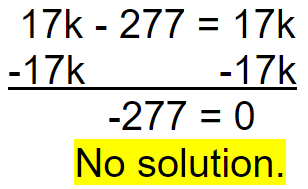 17k - 277 = 17k
-17k -17k
-277 = 0
No solution.